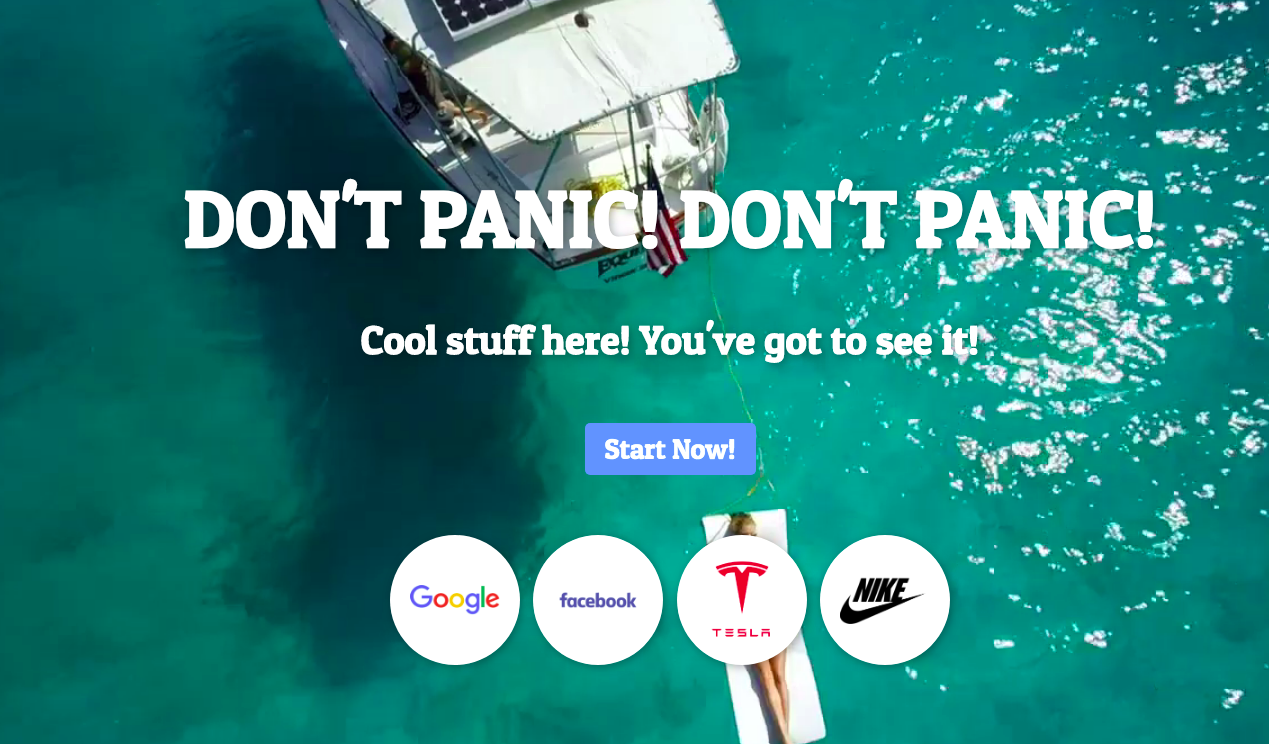 DON'T PANIC! DON'T PANIC!
Cool stuff here! You've got to see it!
Start Now!
Google
facebook
TESLA
NIKE